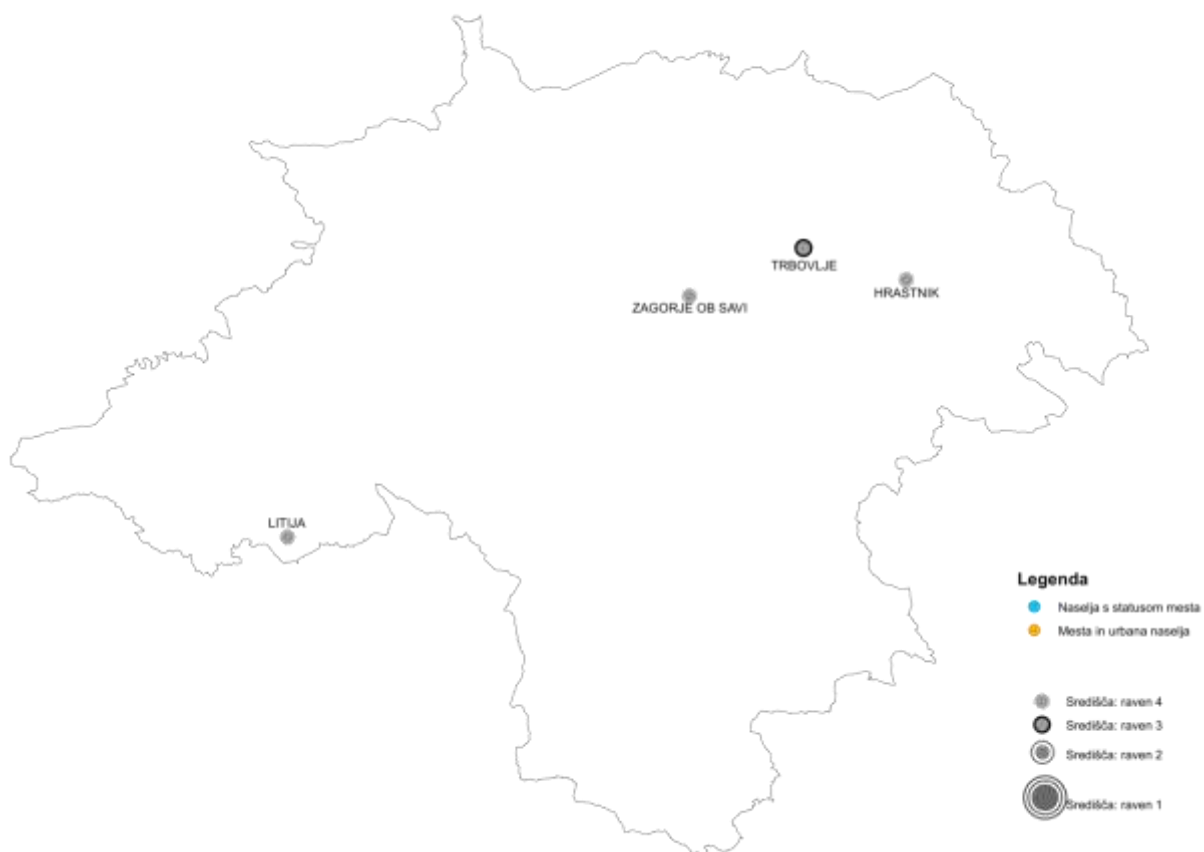 TRBOVLJE
HRASTNIK
ZAGORJE OB SAVI
LITIJA
Legenda
Naselja s statusom mesta
Mesta in urbana naselja
Središča: raven 4
Središča: raven 3
Središča: raven 2
Središča: raven 1